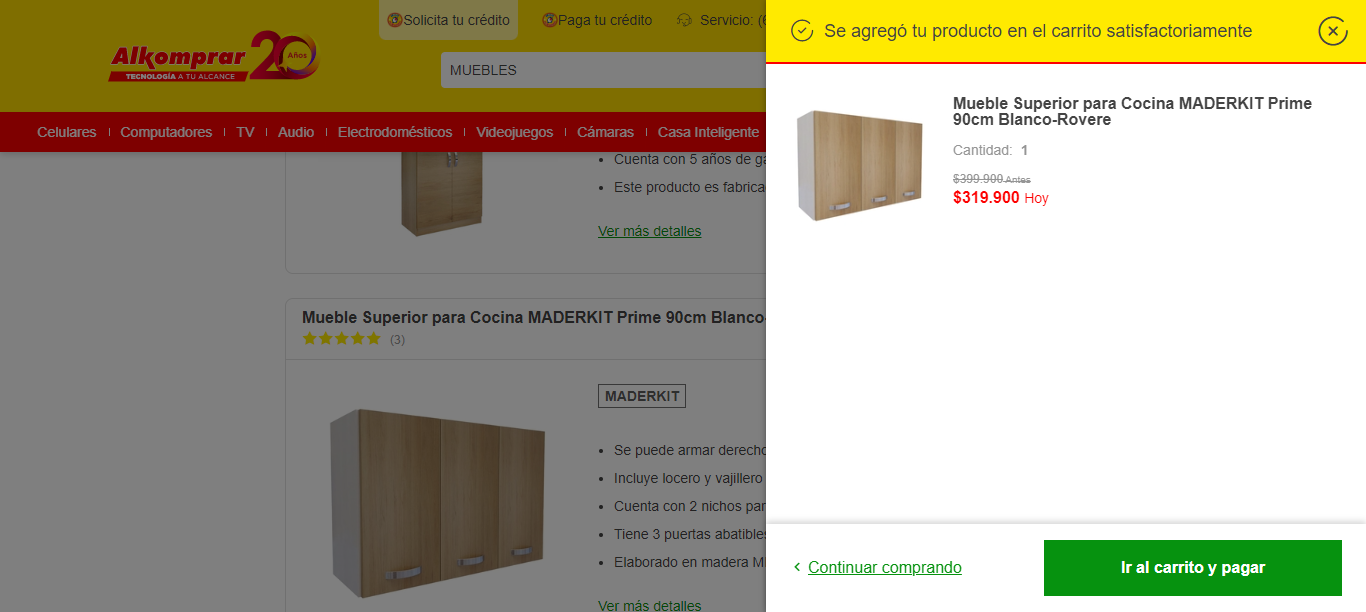 Solicita tu crédito
Paga tu crédito
Servicio: (6
Alkomprar 20 Años
TECNOLOGÍA A TU ALCANCE
MUEBLES
Celulares
Computadores
TV
Audio
Electrodomésticos
Videojuegos
Cámaras
Casa Inteligente
Cuenta con 5 años de ga
Este producto es fabrica
Ver más detalles
Mueble Superior para Cocina MADERKIT Prime 90cm Blanco-
(3)
MADERKIT
Se puede armar derecho
Incluye locero y vajillero
Cuenta con 2 nichos par
Tiene 3 puertas abatibles
Elaborado en madera M
Ver más detalles
Se agregó tu producto en el carrito satisfactoriamente
Mueble Superior para Cocina MADERKIT Prime
90cm Blanco-Rovere
Cantidad: 1
$399.900 Antes
$319.900 Hoy
Continuar comprando
Ir al carrito y pagar